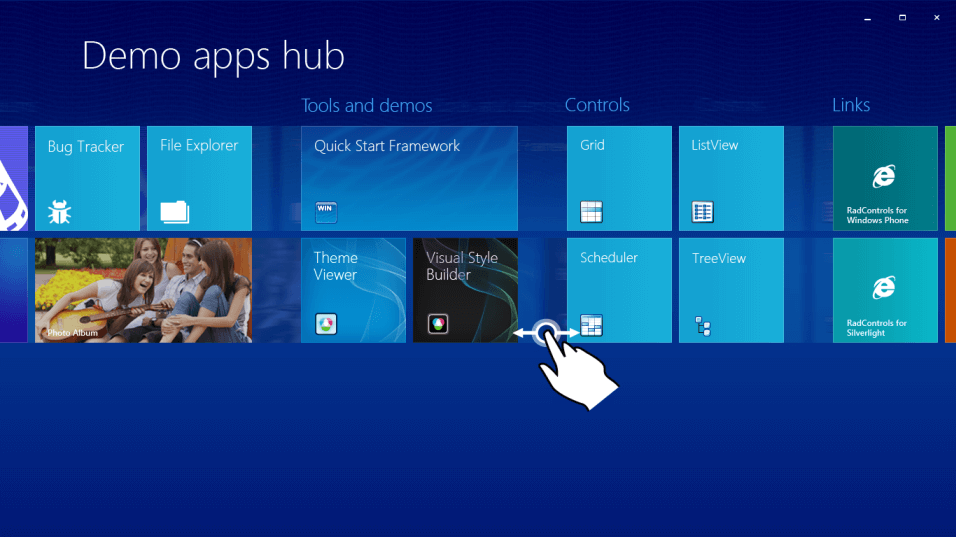 Demo apps hub
Tools and demos
Controls
Links
Bug Tracker
File Explorer
Quick Start Framework
WIN
Grid
ListView
RadControls for
Windows Phone
Photo Album
Theme
Viewer
Visual Style
Builder
Scheduler
TreeView
RadControls for
Silverlight